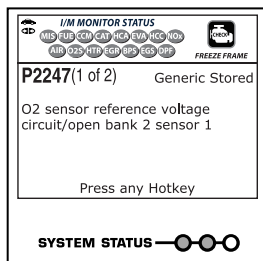 I/M MONITOR STATUS
MIS FUE CCM CAT HCA EVA HCC NOx
AIR O2S HTR EGR BPS EGS DPF
CHECK
FREEZE FRAME
P2247(1 of 2) Generic Stored
O2 sensor reference voltage
circuit/open bank 2 sensor 1
Press any Hotkey
SYSTEM STATUS